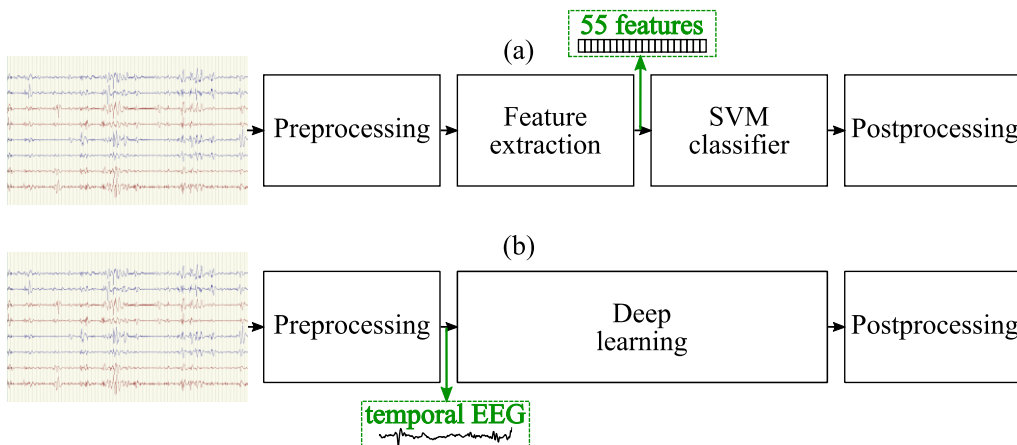 55 features
(a)
Preprocessing
Feature
extraction
SVM
classifier
Postprocessing
(b)
Preprocessing
Deep
learning
Postprocessing
temporal EEG